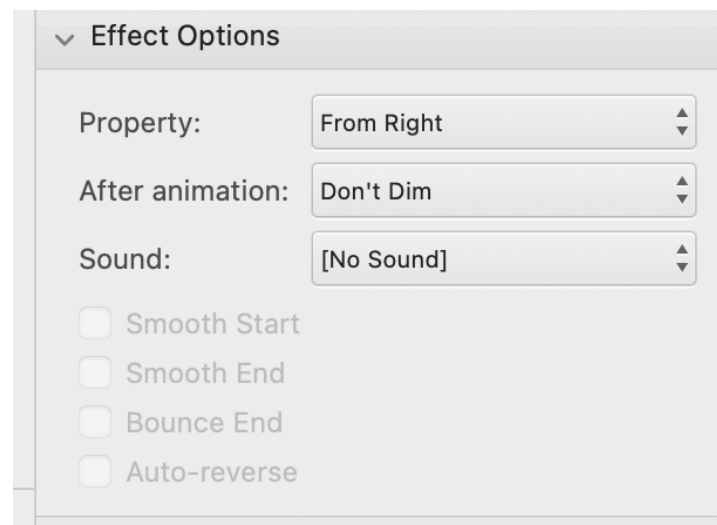 Effect Options
Property: From Right
After animation: Don't Dim
Sound: [No Sound]
Smooth Start
Smooth End
Bounce End
Auto-reverse